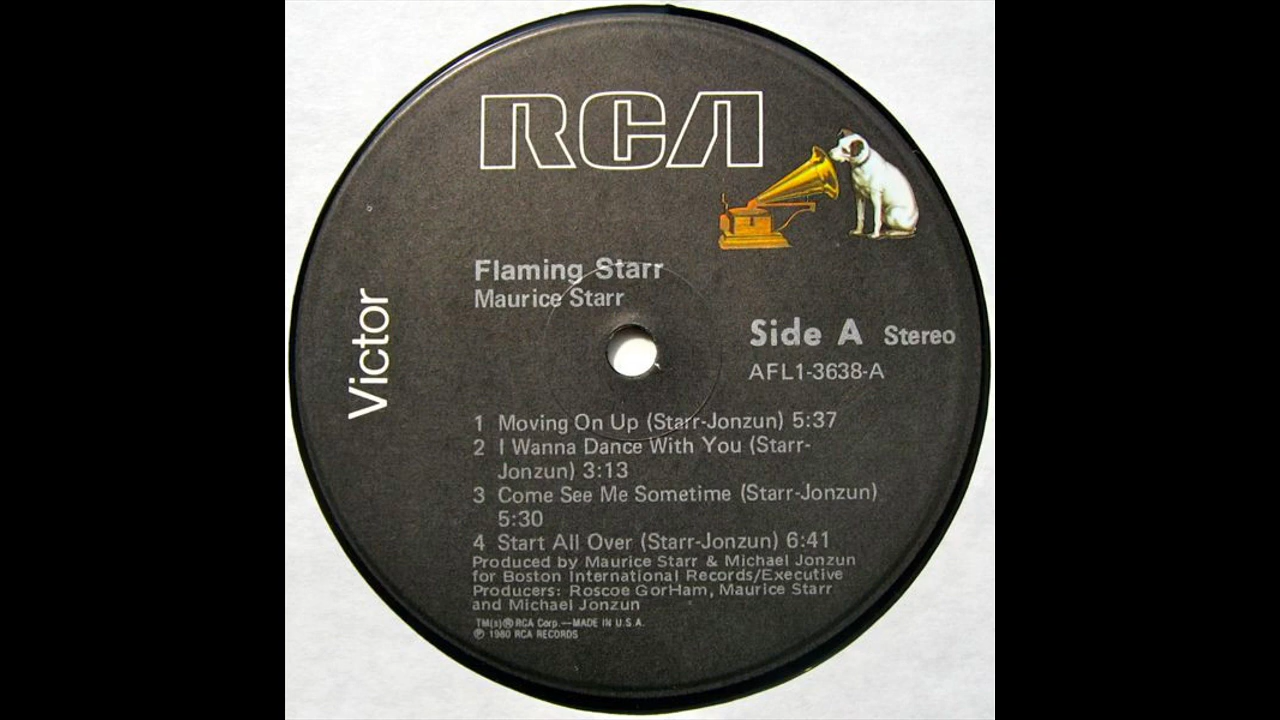 RCA
Victor
Flaming Starr
Maurice Starr
Side A Stereo
AFL1-3638-A
1 Moving On Up (Starr-Jonzun) 5:37
2 I Wanna Dance With You (Starr-
Jonzun) 3:13
3 Come See Me Sometime (Starr-Jonzun)
5:30
4 Start All Over (Starr-Jonzun) 6:41
Produced by Maurice Starr & Michael Jonzun
for Boston International Records/Executive
Producers: Roscoe GorHam, Maurice Starr
and Michael Jonzun
TM(s)® RCA Corp.—MADE IN U.S.A.
℗ 1980 RCA RECORDS